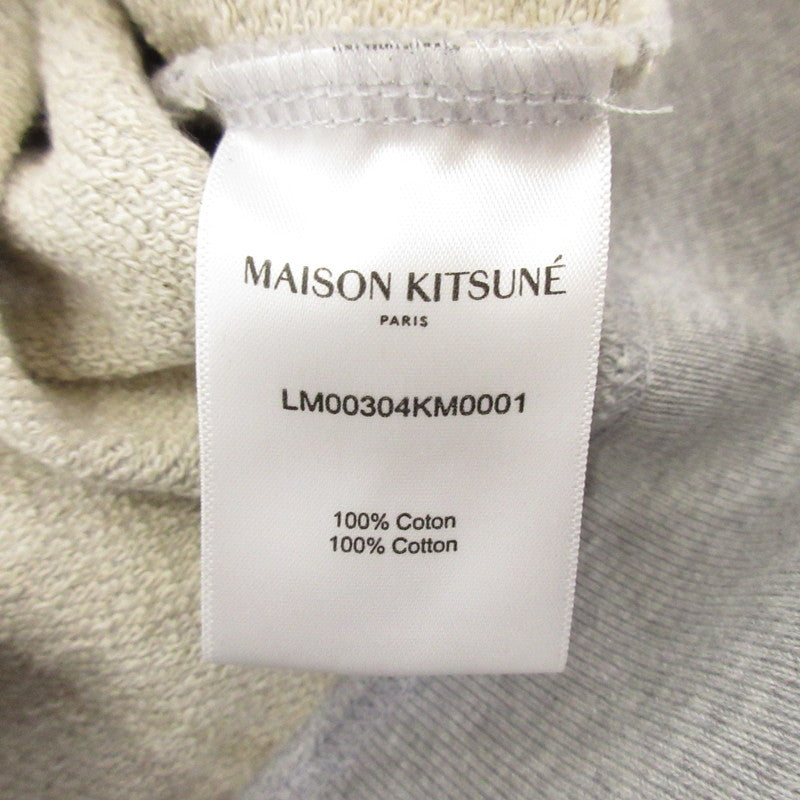 MAISON KITSUNÉ
PARIS
LM00304KM0001
100% Coton
100% Cotton